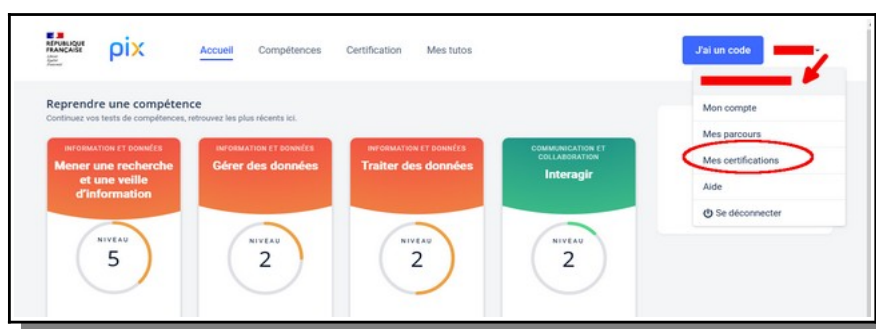 RÉPUBLIQUE
FRANÇAISE
pix
Accueil Compétences Certification Mes tutos
J'ai un code
Mon compte
Mes parcours
Mes certifications
Aide
Se déconnecter
Reprendre une compétence
Continuez vos tests de compétences, retrouvez les plus récents ici.
INFORMATION ET DONNÉES
Mener une recherche
et une veille
d'information
NIVEAU
5
INFORMATION ET DONNÉES
Gérer des données
NIVEAU
2
INFORMATION ET DONNÉES
Traiter des données
NIVEAU
2
COMMUNICATION ET
COLLABORATION
Interagir
NIVEAU
2